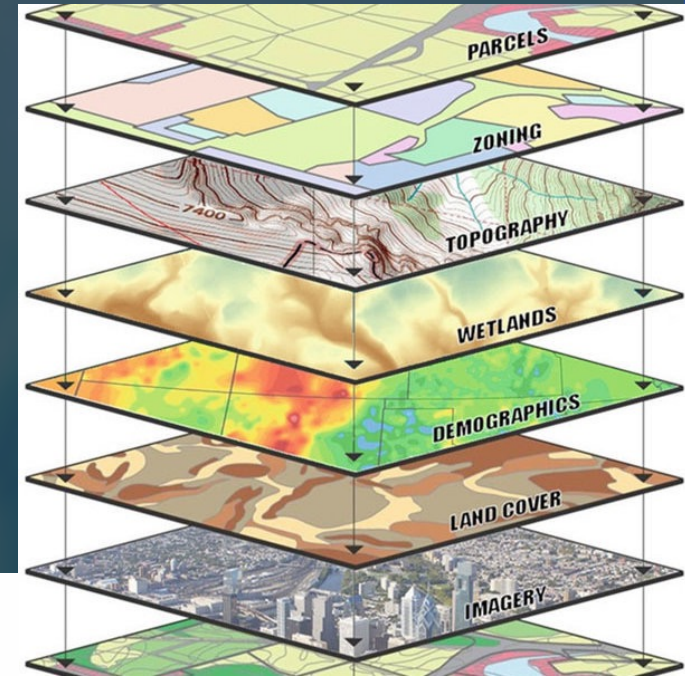 PARCELS
ZONING
7400
TOPOGRAPHY
WETLANDS
DEMOGRAPHICS
LAND COVER
IMAGERY